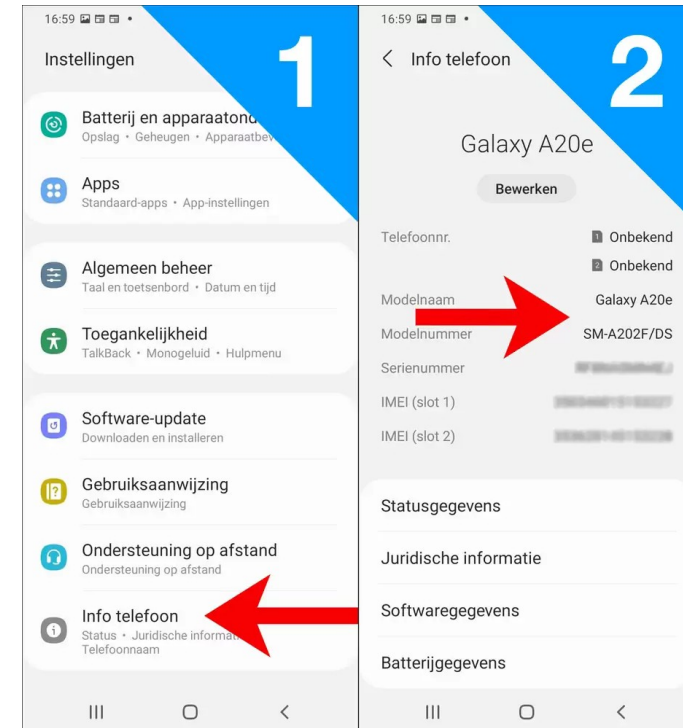 16:59
Instellingen
1
Batterij en apparaatond
Opslag • Geheugen • Apparaatbev
Apps
Standaard-apps • App-instellingen
Algemeen beheer
Taal en toetsenbord • Datum en tijd
Toegankelijkheid
TalkBack • Monogeluid • Hulpmenu
Software-update
Downloaden en installeren
Gebruiksaanwijzing
Gebruiksaanwijzing
Ondersteuning op afstand
Ondersteuning op afstand
Info telefoon
Status • Juridische informat
Telefoonnaam
16:59
Info telefoon
2
Galaxy A20e
Bewerken
Telefoonnr. 1 Onbekend
2 Onbekend
Modelnaam Galaxy A20e
Modelnummer SM-A202F/DS
Serienummer
IMEI (slot 1)
IMEI (slot 2)
Statusgegevens
Juridische informatie
Softwaregegevens
Batterijgegevens